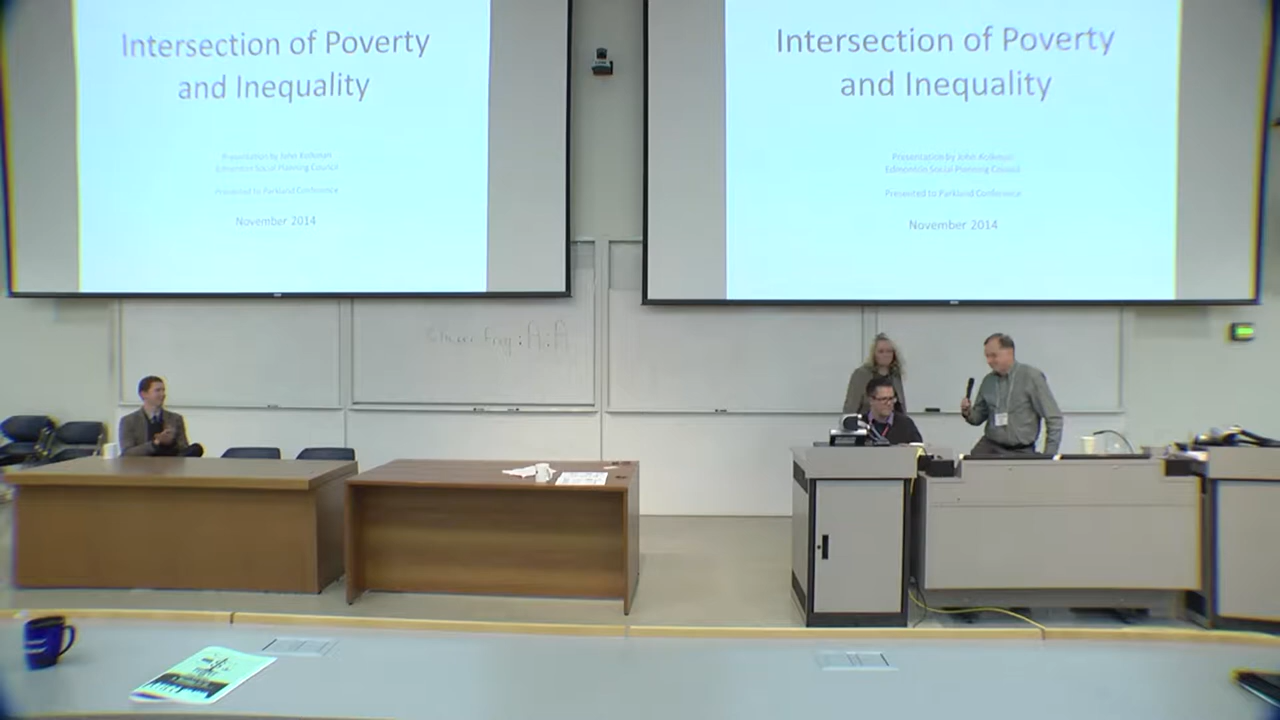 Intersection of Poverty
and Inequality
Presentation by John Kolkman
Edmonton Social Planning Council
Presented to Parkland Conference
November 2014
Intersection of Poverty
and Inequality
Presentation by John Kolkman
Edmonton Social Planning Council
Presented to Parkland Conference
November 2014